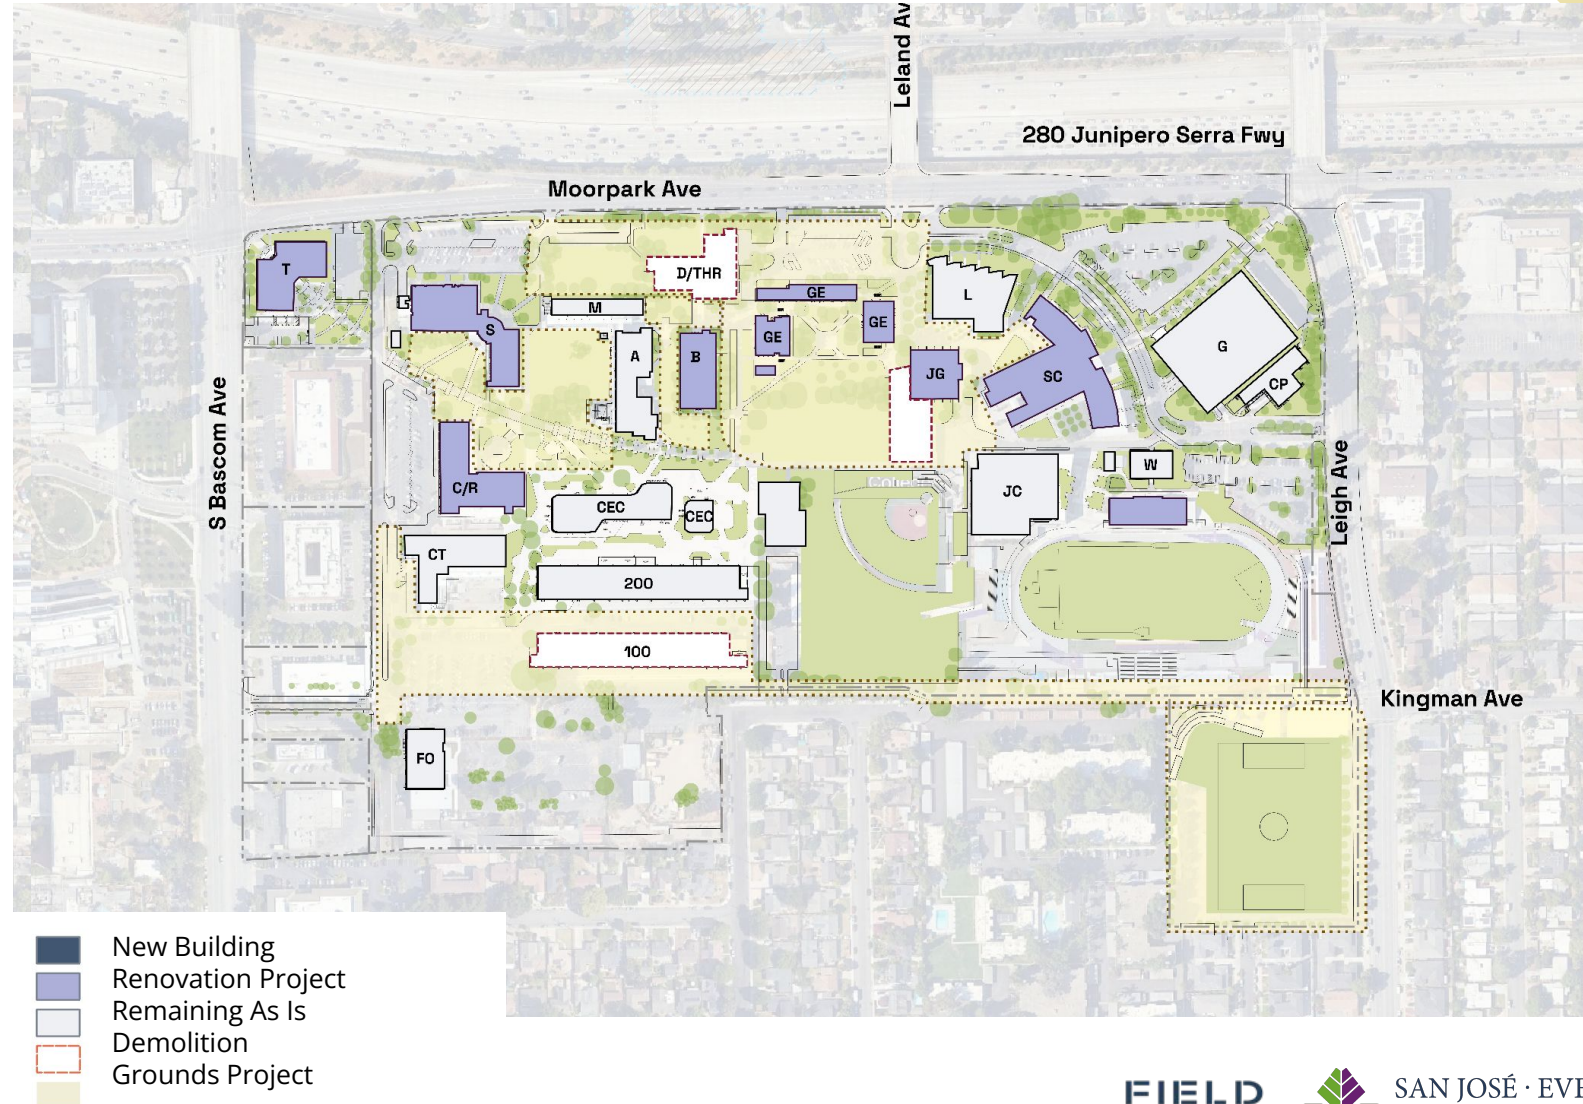 Leland Av
280 Junipero Serra Fwy
Moorpark Ave
T
D/THR
GE
L
M
S
GE
GE
A
B
G
JG
SC
CP
S Bascom Ave
Leigh Ave
C/R
W
JC
CEC
CEC
CT
200
100
Kingman Ave
FO
New Building
Renovation Project
Remaining As Is
Demolition
Grounds Project
FIELD
SAN JOSÉ · EVE